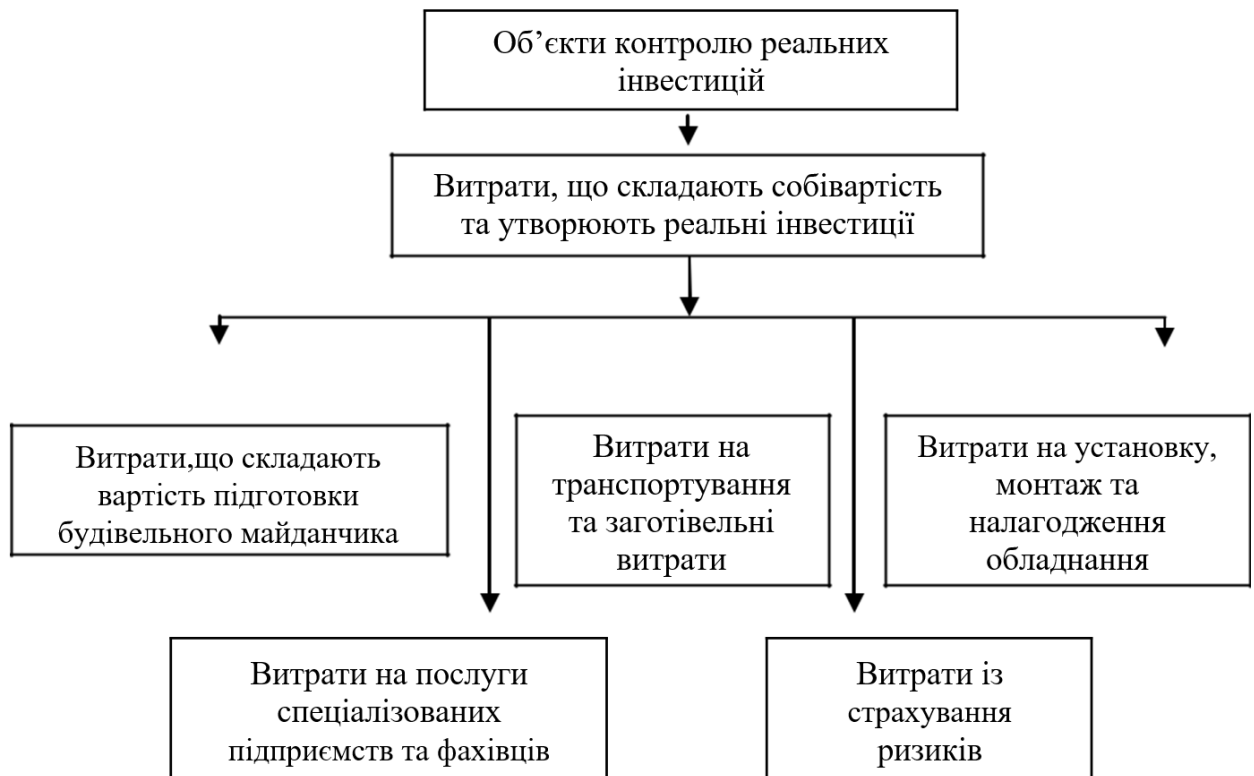 Об’єкти контролю реальних
інвестицій
Витрати, що складають собівартість
та утворюють реальні інвестиції
Витрати,що складають
вартість підготовки
будівельного майданчика
Витрати на
транспортування
та заготівельні
витрати
Витрати на установку,
монтаж та
налагодження
обладнання
Витрати на послуги
спеціалізованих
підприємств та фахівців
Витрати із
страхування
ризиків